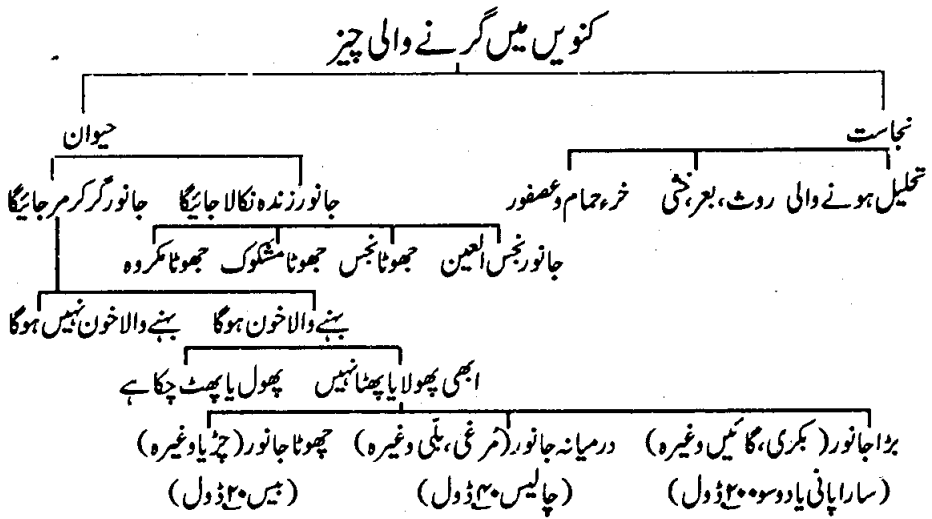 کنویں میں گرنے والی چیز
نجاست حیوان
تحلیل ہونے والی روث، بعر، خثی خرء حمام و عصفور جانور زندہ نکالا جائیگا جانور گر کر مر جائیگا
جانور نجس العین جھوٹا نجس جھوٹا مشکوک جھوٹا مکروہ
بہنے والا خون ہوگا بہنے والا خون نہیں ہوگا
ابھی پھولا یا پھٹا نہیں پھول یا پھٹ چکا ہے
بڑا جانور (بکری، گائیں وغیرہ) درمیانہ جانور (مرغی، بلّی وغیرہ) چھوٹا جانور (چڑیا وغیرہ)
(سارا پانی یا دو سو ۲۰۰ ڈول) (چالیس ۴۰ ڈول) (بیس ۲۰ ڈول)